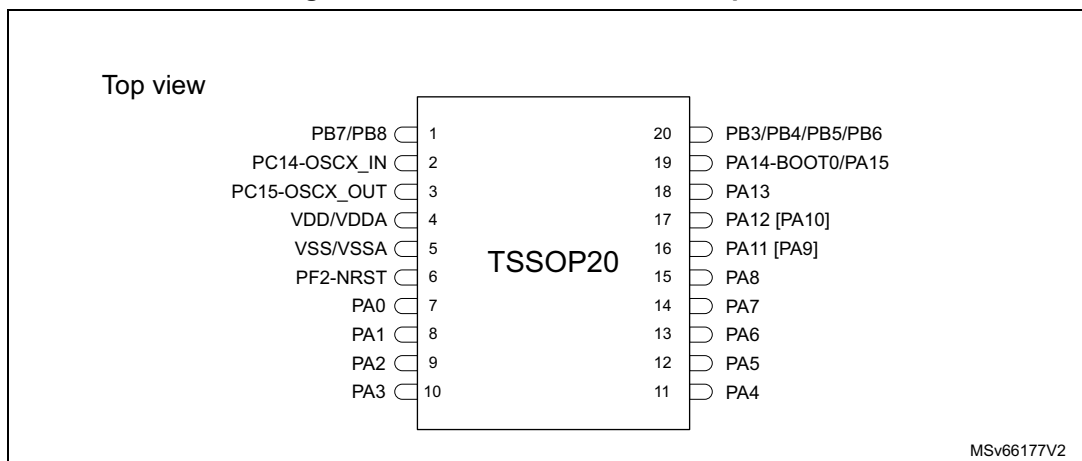 Top view
PB7/PB8 1 20 PB3/PB4/PB5/PB6
PC14-OSCX_IN 2 19 PA14-BOOT0/PA15
PC15-OSCX_OUT 3 18 PA13
VDD/VDDA 4 17 PA12 [PA10]
VSS/VSSA 5 16 PA11 [PA9]
TSSOP20
PF2-NRST 6 15 PA8
PA0 7 14 PA7
PA1 8 13 PA6
PA2 9 12 PA5
PA3 10 11 PA4
MSv66177V2